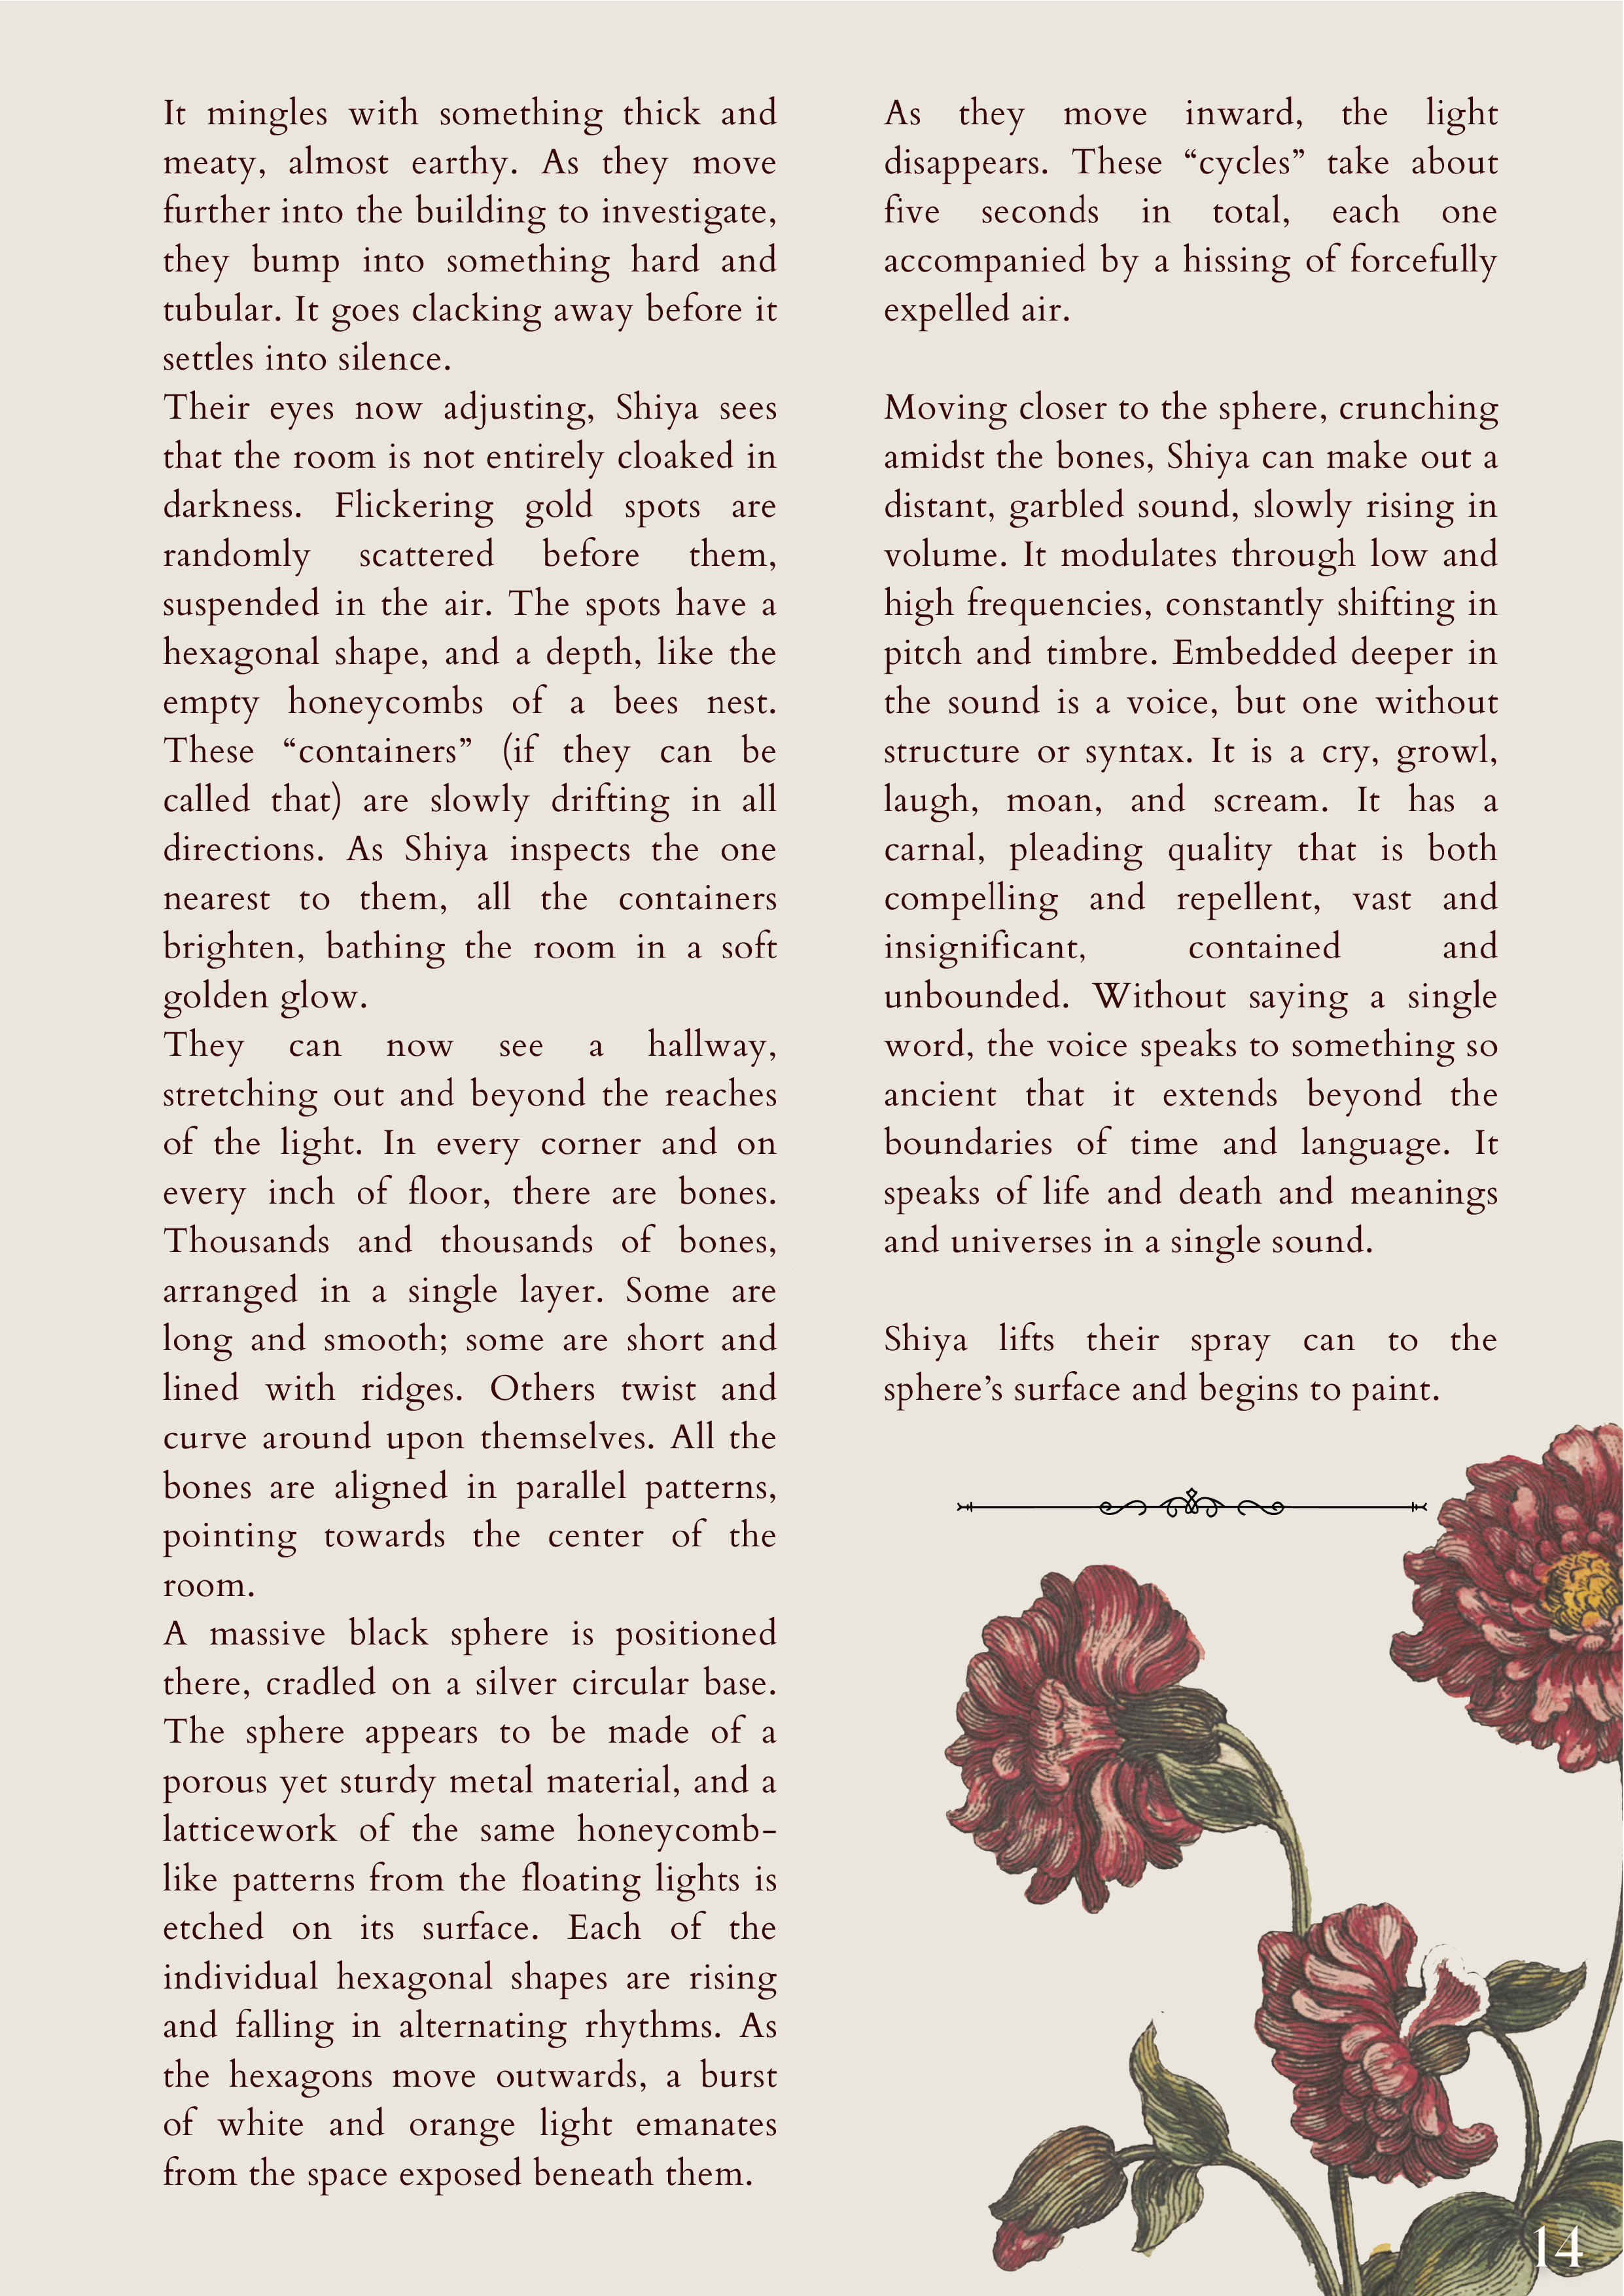 It mingles with something thick and
meaty, almost earthy. As they move
further into the building to investigate,
they bump into something hard and
tubular. It goes clacking away before it
settles into silence.
Their eyes now adjusting, Shiya sees
that the room is not entirely cloaked in
darkness. Flickering gold spots are
randomly scattered before them,
suspended in the air. The spots have a
hexagonal shape, and a depth, like the
empty honeycombs of a bees nest.
These “containers” (if they can be
called that) are slowly drifting in all
directions. As Shiya inspects the one
nearest to them, all the containers
brighten, bathing the room in a soft
golden glow.
They can now see a hallway,
stretching out and beyond the reaches
of the light. In every corner and on
every inch of floor, there are bones.
Thousands and thousands of bones,
arranged in a single layer. Some are
long and smooth; some are short and
lined with ridges. Others twist and
curve around upon themselves. All the
bones are aligned in parallel patterns,
pointing towards the center of the
room.
A massive black sphere is positioned
there, cradled on a silver circular base.
The sphere appears to be made of a
porous yet sturdy metal material, and a
latticework of the same honeycomb-
like patterns from the floating lights is
etched on its surface. Each of the
individual hexagonal shapes are rising
and falling in alternating rhythms. As
the hexagons move outwards, a burst
of white and orange light emanates
from the space exposed beneath them.
As they move inward, the light
disappears. These “cycles” take about
five seconds in total, each one
accompanied by a hissing of forcefully
expelled air.
Moving closer to the sphere, crunching
amidst the bones, Shiya can make out a
distant, garbled sound, slowly rising in
volume. It modulates through low and
high frequencies, constantly shifting in
pitch and timbre. Embedded deeper in
the sound is a voice, but one without
structure or syntax. It is a cry, growl,
laugh, moan, and scream. It has a
carnal, pleading quality that is both
compelling and repellent, vast and
insignificant, contained and
unbounded. Without saying a single
word, the voice speaks to something so
ancient that it extends beyond the
boundaries of time and language. It
speaks of life and death and meanings
and universes in a single sound.
Shiya lifts their spray can to the
sphere’s surface and begins to paint.
14